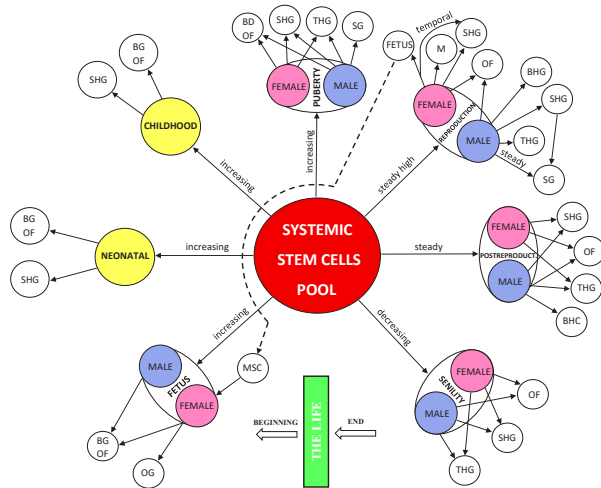 BD
OF
SHG
THG
SG
FEMALE
MALE
PUBERTY
FETUS
temporal
M
SHG
OF
FEMALE
REPRODUCTION
MALE
BHG
SHG
THG
steady
SG
BG
OF
SHG
CHILDHOOD
increasing
increasing
steady high
BG
OF
SHG
NEONATAL
increasing
SYSTEMIC
STEM CELLS
POOL
steady
FEMALE
POSTREPRODUCT.
MALE
SHG
OF
THG
BHC
increasing
decreasing
MALE
FETUS
FEMALE
MSC
BG
OF
OG
BEGINNING
THE LIFE
END
FEMALE
SENILITY
MALE
OF
SHG
THG